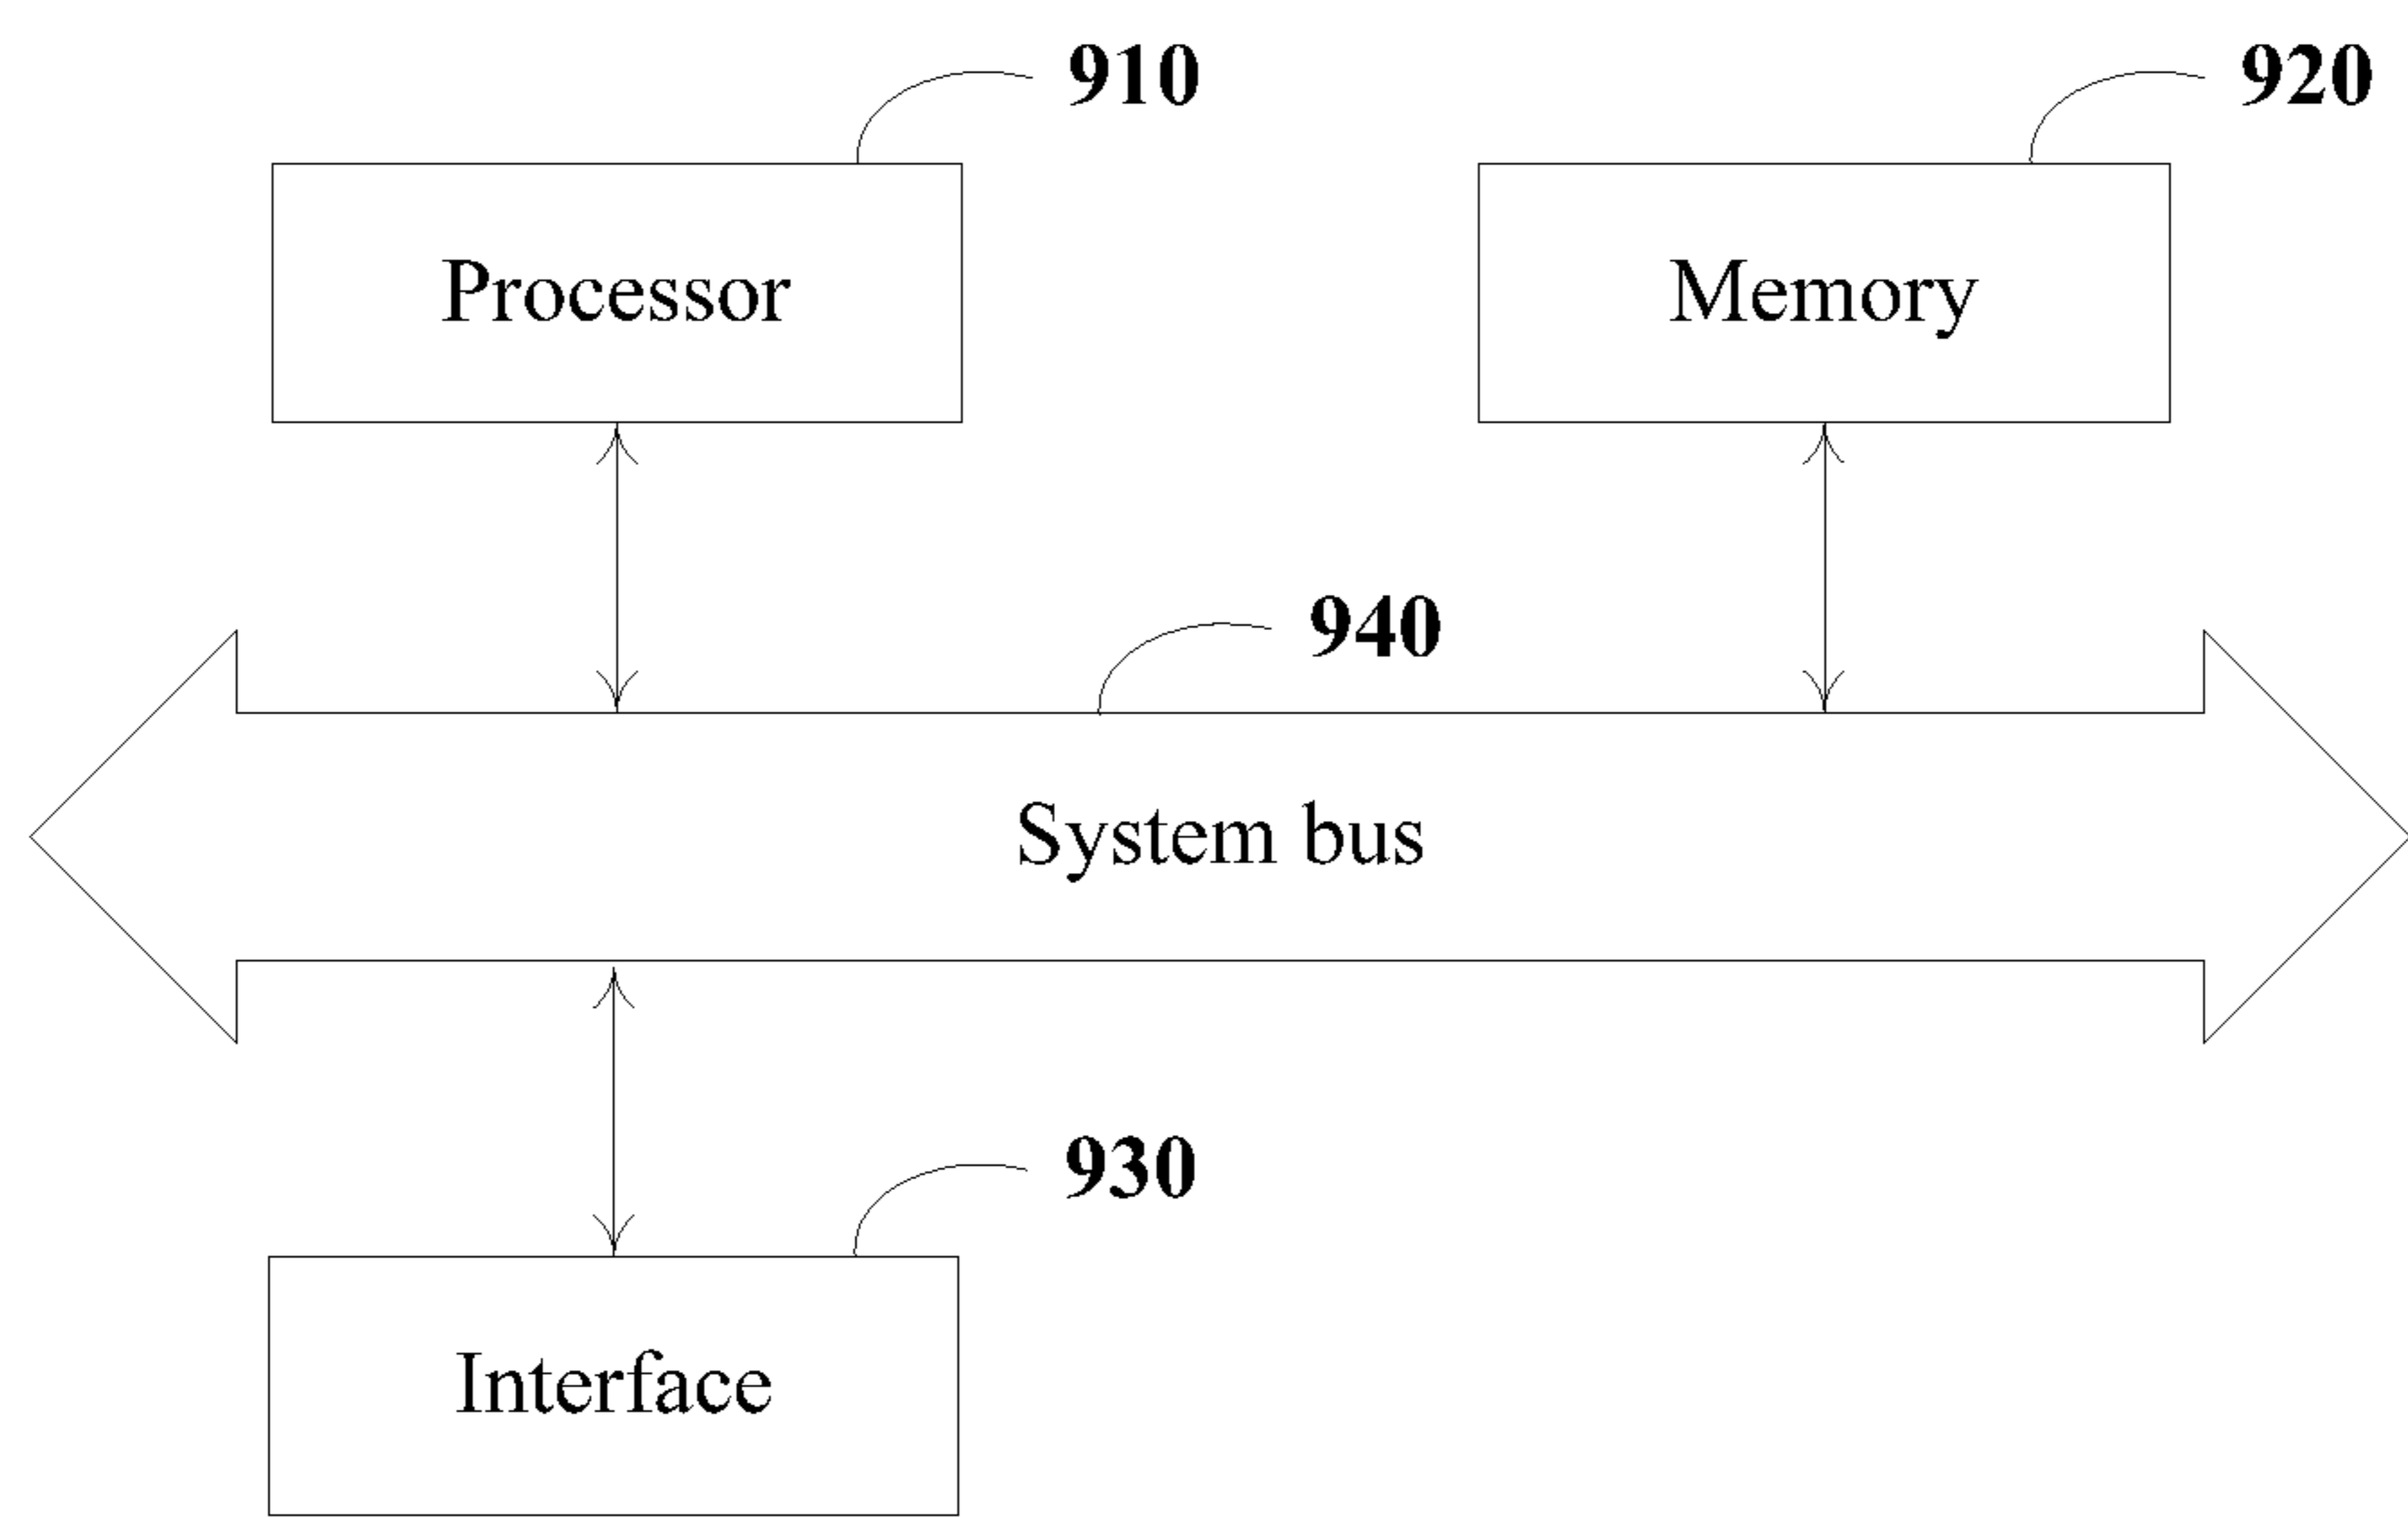 910
920
Processor
Memory
940
System bus
930
Interface